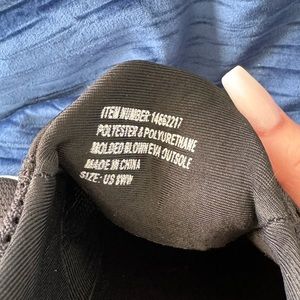 ITEM NUMBER: 14662217
POLYESTER & POLYURETHANE
MOLDED BLOWN EVA OUTSOLE
MADE IN CHINA
SIZE: US 9WW